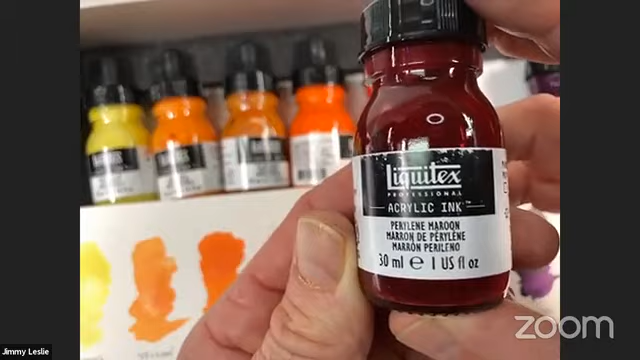 Liquitex
PROFESSIONAL
ACRYLIC INK™
PERYLENE MAROON
MARRON DE PÉRYLÈNE
MARRÓN PERILENO
30 ml ℮ 1 US fl oz
Jimmy Leslie
zoom